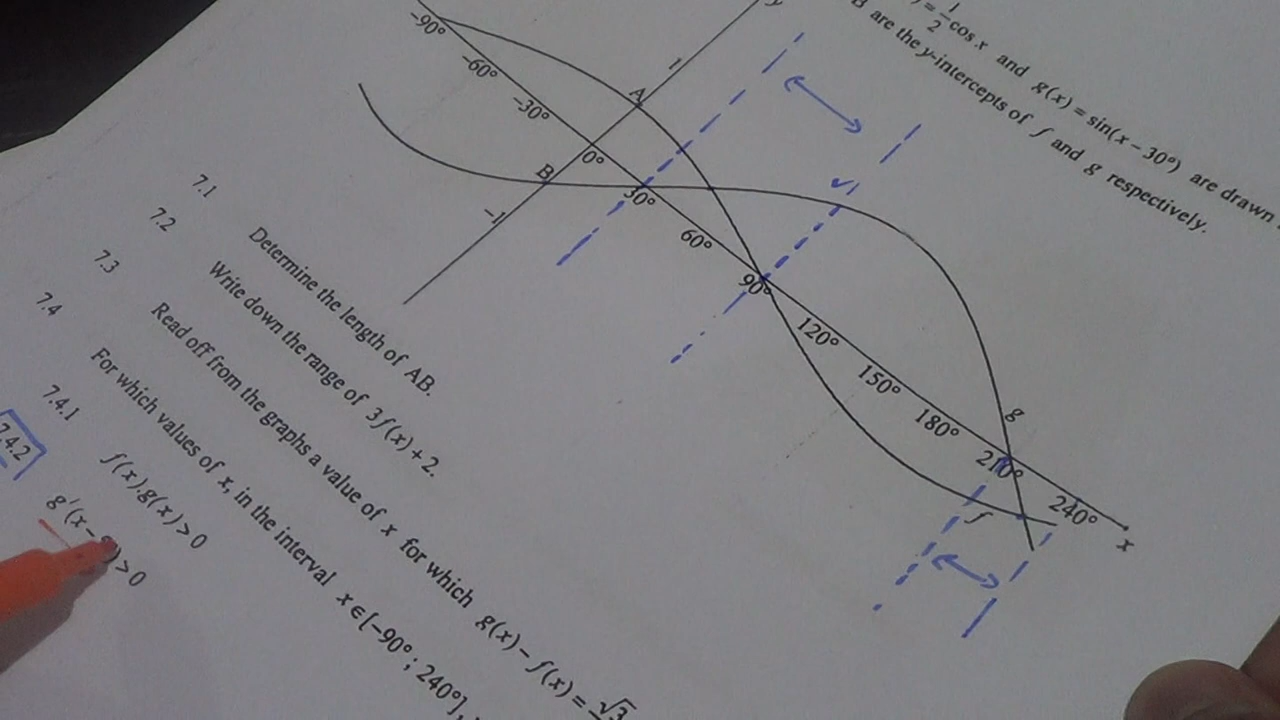 ) = 1/2 cos x and g(x) = sin(x − 30°) are drawn
B are the y-intercepts of f and g respectively.
y
1
A
−90°
−60°
−30°
0°
B
−1
30°
60°
90°
120°
150°
180°
g
210°
f
240°
x
7.1 Determine the length of AB.
7.2 Write down the range of 3f(x) + 2.
7.3 Read off from the graphs a value of x for which g(x) − f(x) = √3
7.4 For which values of x, in the interval x ∈ [−90° ; 240°],
7.4.1 f(x).g(x) > 0
7.4.2 g′(x− ) > 0